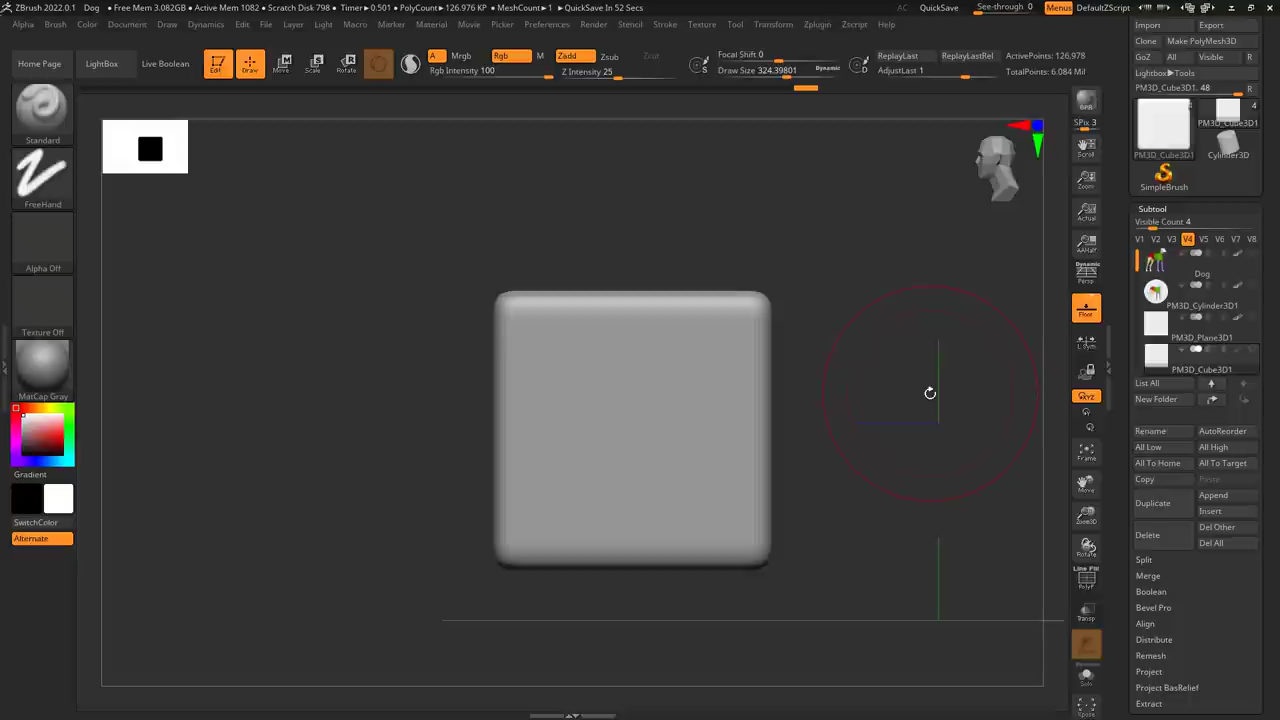 ZBrush 2022.0.1 Dog • Free Mem 3.082GB • Active Mem 1082 • Scratch Disk 798 • Timer▸0.501 • PolyCount▸126.976 KP • MeshCount▸1 • QuickSave In 52 Secs AC QuickSave See-through 0 Menus DefaultZScript
Alpha Brush Color Document Draw Dynamics Edit File Layer Light Macro Marker Material Movie Picker Preferences Render Stencil Stroke Texture Tool Transform Zplugin Zscript Help
Home Page LightBox Live Boolean Edit Draw Move Scale Rotate
A Mrgb Rgb M Zadd Zsub Zcut
Rgb Intensity 100 Z Intensity 25
Focal Shift 0
Draw Size 324.39801 Dynamic
S D
ReplayLast ReplayLastRel ActivePoints: 126,978
AdjustLast 1 TotalPoints: 6.084 Mil
Import Export
Clone Make PolyMesh3D
GoZ All Visible R
Lightbox▸Tools
PM3D_Cube3D1. 48 R
4 4
PM3D_Cube3D1
PM3D_Cube3D1 Cylinder3D
SimpleBrush
Subtool
Visible Count 4
V1 V2 V3 V4 V5 V6 V7 V8
Dog
PM3D_Cylinder3D1
PM3D_Plane3D1
PM3D_Cube3D1
List All
New Folder
Rename AutoReorder
All Low All High
All To Home All To Target
Copy Paste
Duplicate Append
Insert
Delete Del Other
Del All
Split
Merge
Boolean
Bevel Pro
Align
Distribute
Remesh
Project
Project BasRelief
Extract
Standard
FreeHand
Alpha Off
Texture Off
MatCap Gray
Gradient
SwitchColor
Alternate
BPR
SPix 3
Scroll
Zoom
Actual
AAHalf
Dynamic
Persp
Floor
L.Sym
XYZ
Frame
Move
Zoom3D
Rotate
Line Fill
PolyF
Transp
Solo
Xpose